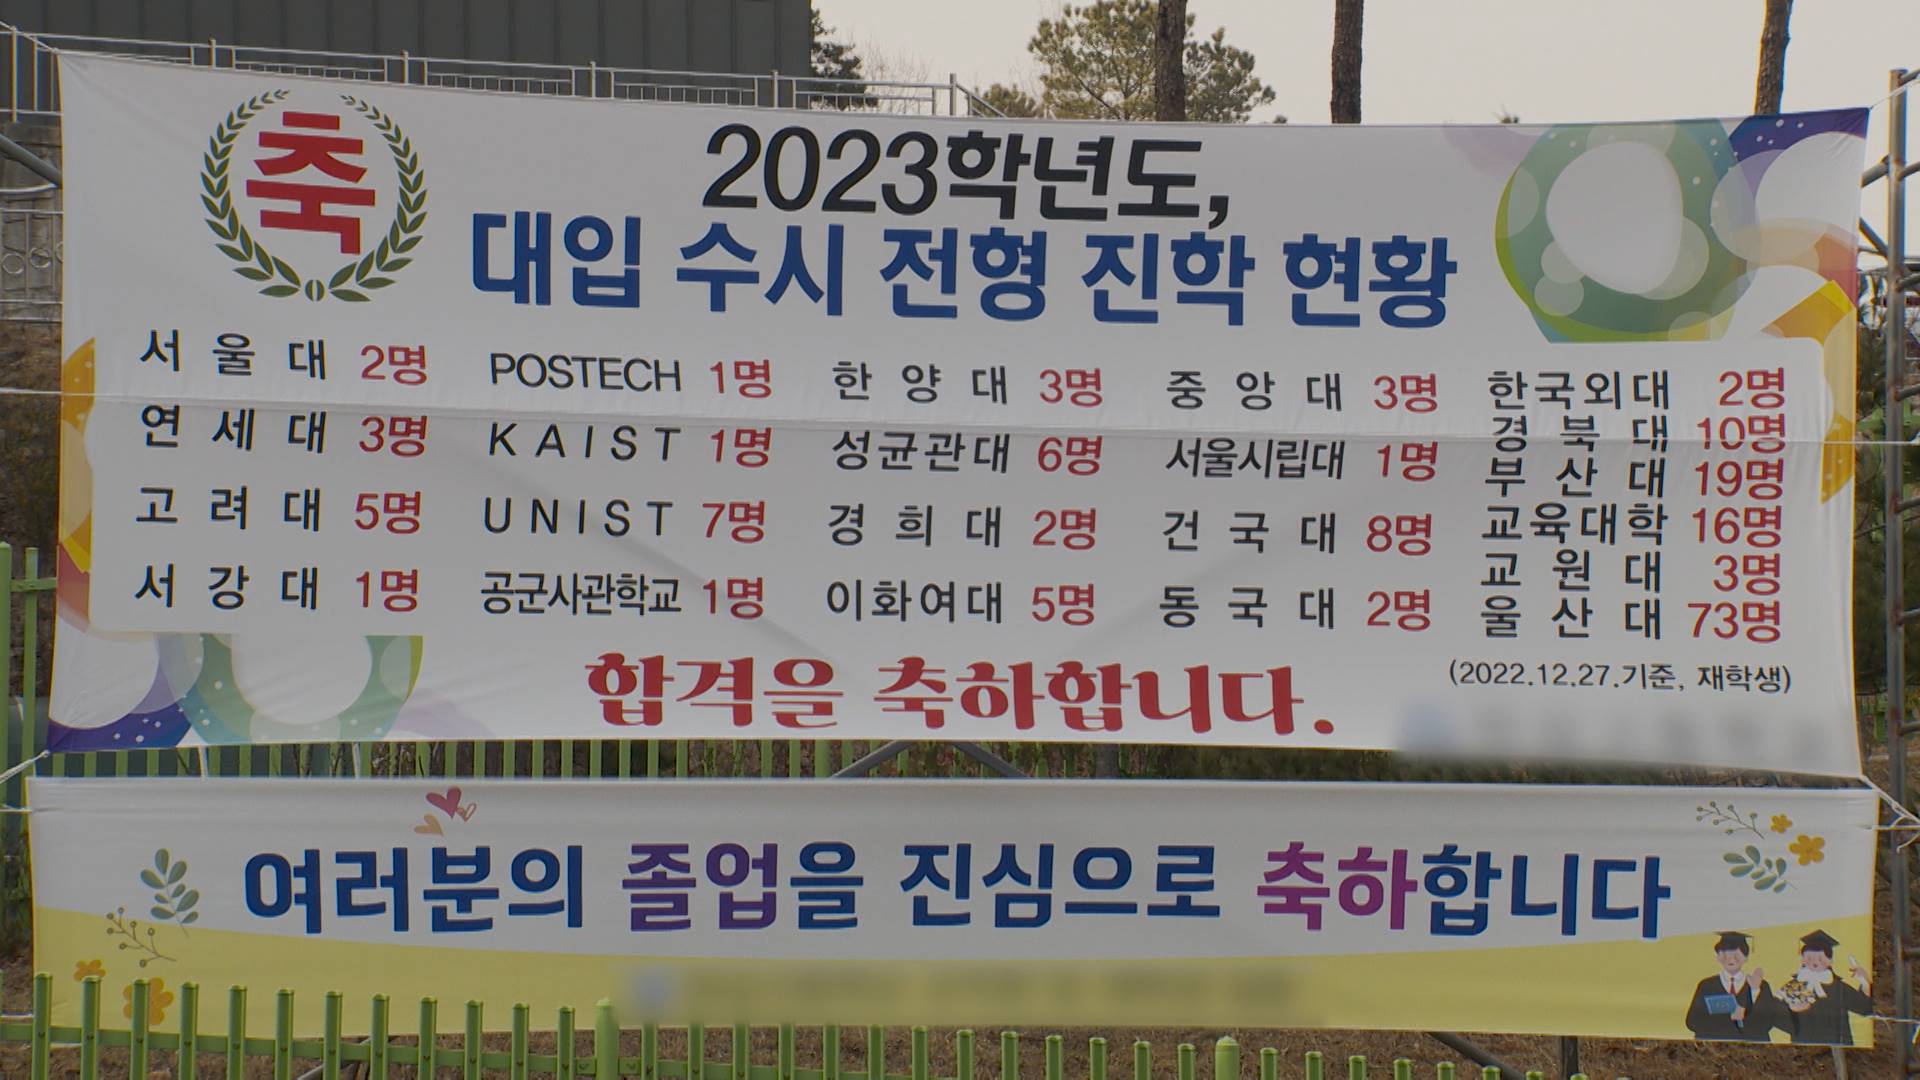 축
2023학년도,
대입 수시 전형 진학 현황
서울대 2명
연세대 3명
고려대 5명
서강대 1명
POSTECH 1명
KAIST 1명
UNIST 7명
공군사관학교 1명
한양대 3명
성균관대 6명
경희대 2명
이화여대 5명
중앙대 3명
서울시립대 1명
건국대 8명
동국대 2명
한국외대 2명
경북대 10명
부산대 19명
교육대학 16명
교원대 3명
울산대 73명
(2022.12.27.기준, 재학생)
합격을 축하합니다.
여러분의 졸업을 진심으로 축하합니다